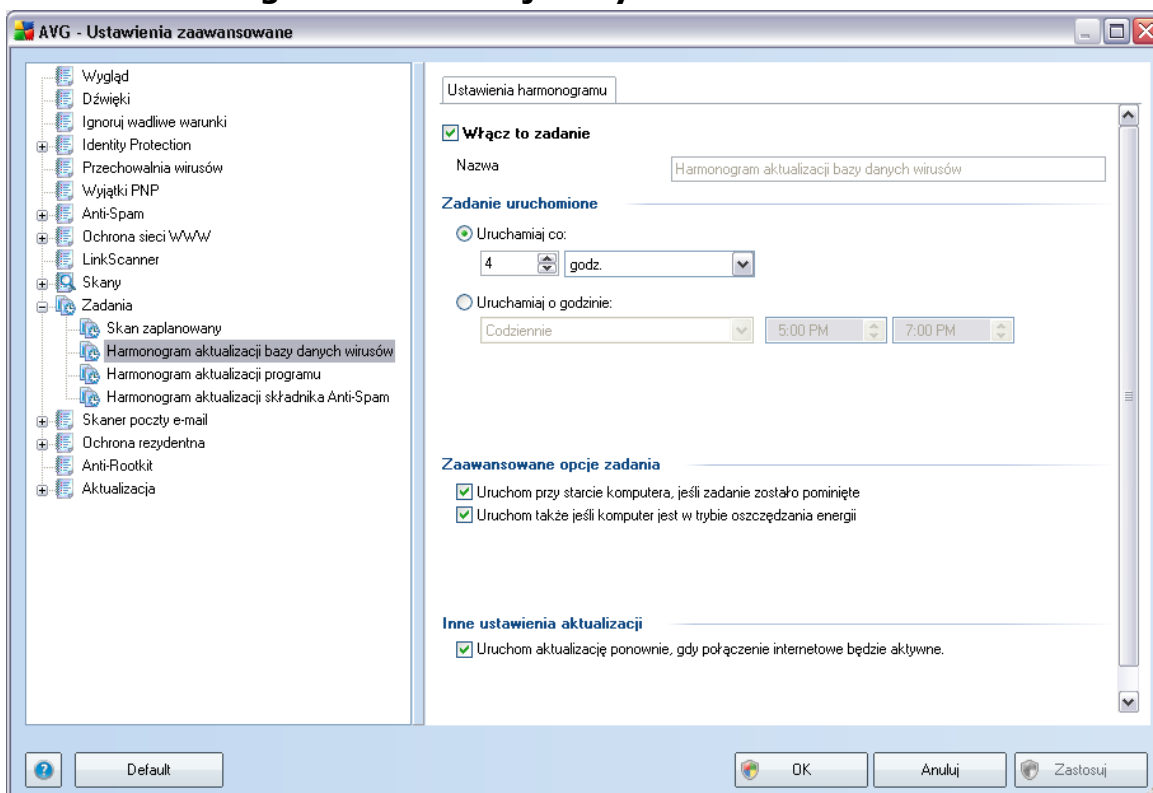 AVG - Ustawienia zaawansowane
Wygląd
Dźwięki
Ignoruj wadliwe warunki
Identity Protection
Przechowalnia wirusów
Wyjątki PNP
Anti-Spam
Ochrona sieci WWW
LinkScanner
Skany
Zadania
Skan zaplanowany
Harmonogram aktualizacji bazy danych wirusów
Harmonogram aktualizacji programu
Harmonogram aktualizacji składnika Anti-Spam
Skaner poczty e-mail
Ochrona rezydentna
Anti-Rootkit
Aktualizacja
Ustawienia harmonogramu
Włącz to zadanie
Nazwa Harmonogram aktualizacji bazy danych wirusów
Zadanie uruchomione
Uruchamiaj co:
4 godz.
Uruchamiaj o godzinie:
Codziennie 5:00 PM 7:00 PM
Zaawansowane opcje zadania
Uruchom przy starcie komputera, jeśli zadanie zostało pominięte
Uruchom także jeśli komputer jest w trybie oszczędzania energii
Inne ustawienia aktualizacji
Uruchom aktualizację ponownie, gdy połączenie internetowe będzie aktywne.
Default OK Anuluj Zastosuj